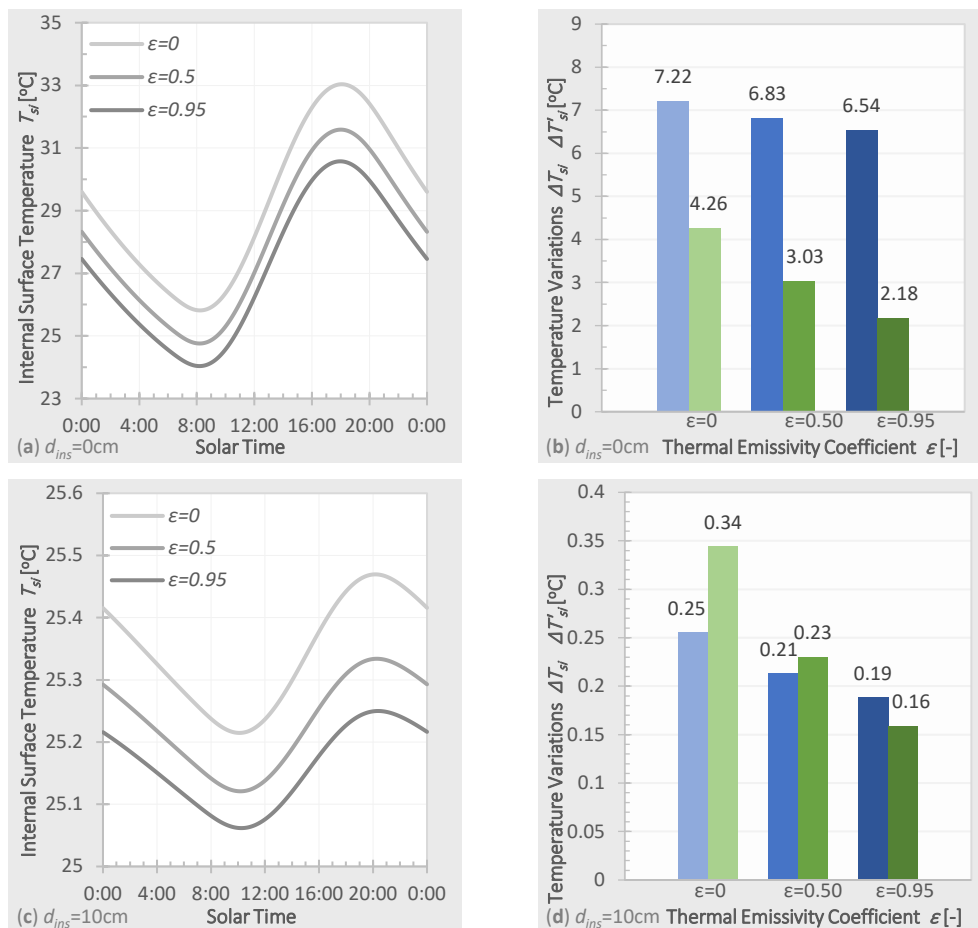 35
33
31
29
27
25
23
Internal Surface Temperature T_si [ºC]
ε=0
ε=0.5
ε=0.95
0:00 4:00 8:00 12:00 16:00 20:00 0:00
(a) d_ins=0cm Solar Time
9
8
7
6
5
4
3
2
1
0
Temperature Variations ΔT_si ΔT'_si [ºC]
7.22 6.83 6.54
4.26 3.03 2.18
ε=0 ε=0.50 ε=0.95
(b) d_ins=0cm Thermal Emissivity Coefficient ε [-]
25.6
25.5
25.4
25.3
25.2
25.1
25
Internal Surface Temperature T_si [ºC]
ε=0
ε=0.5
ε=0.95
0:00 4:00 8:00 12:00 16:00 20:00 0:00
(c) d_ins=10cm Solar Time
0.4
0.35
0.3
0.25
0.2
0.15
0.1
0.05
0
Temperature Variations ΔT_si ΔT'_si [ºC]
0.25 0.34 0.21 0.23 0.19 0.16
ε=0 ε=0.50 ε=0.95
(d) d_ins=10cm Thermal Emissivity Coefficient ε [-]